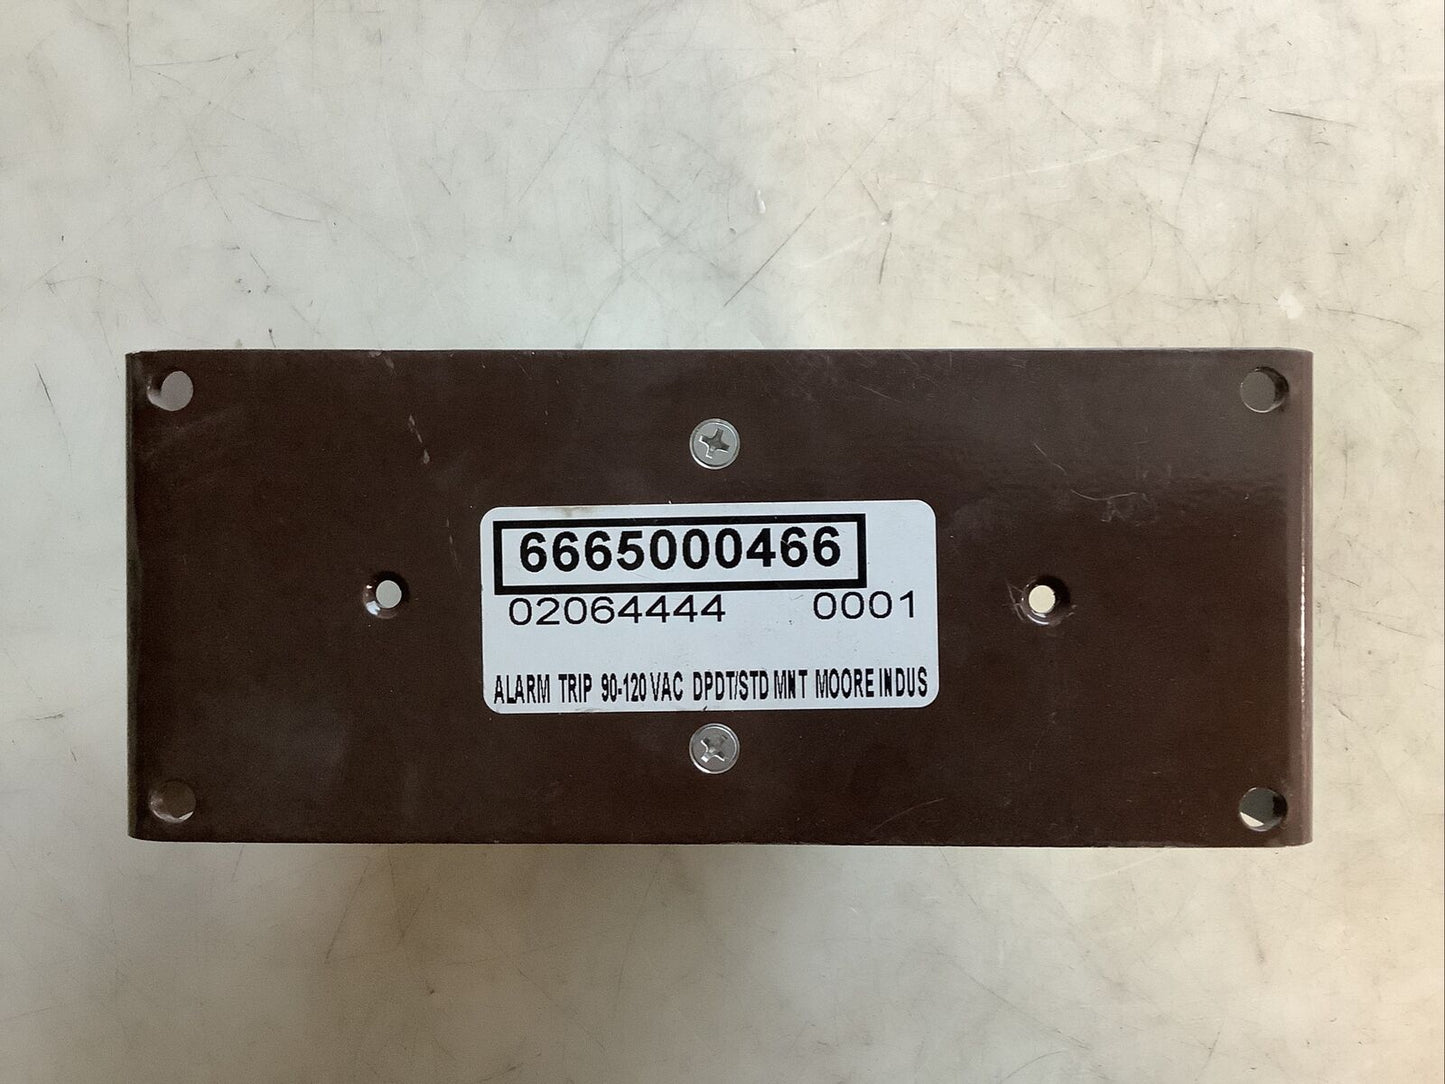 6665000466
02064444 0001
ALARM TRIP 90-120 VAC DPDT/STD MNT MOORE INDUS